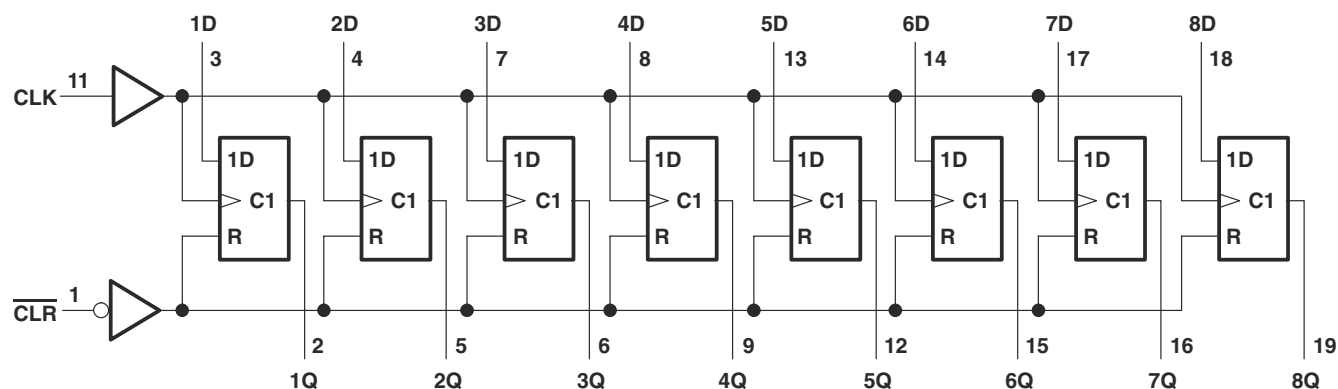 1D 2D 3D 4D 5D 6D 7D 8D
3 4 7 8 13 14 17 18
CLK 11
1D 1D 1D 1D 1D 1D 1D 1D
C1 C1 C1 C1 C1 C1 C1 C1
R R R R R R R R
C̅L̅R̅ 1
2 5 6 9 12 15 16 19
1Q 2Q 3Q 4Q 5Q 6Q 7Q 8Q